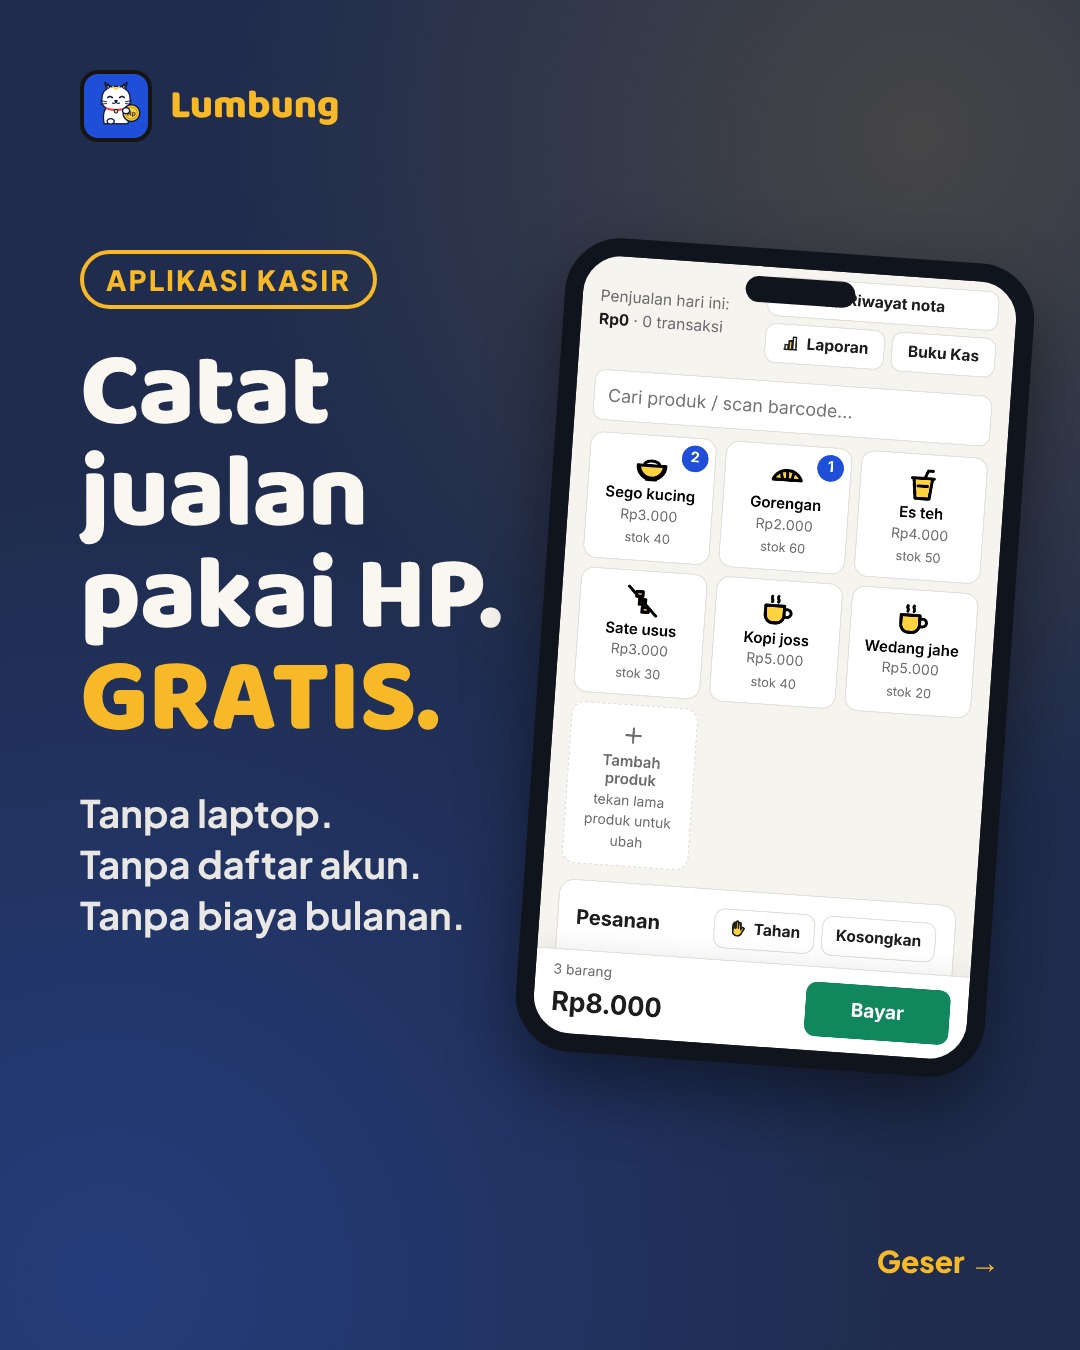 Lumbung
APLIKASI KASIR
Catat
jualan
pakai HP.
GRATIS.
Tanpa laptop.
Tanpa daftar akun.
Tanpa biaya bulanan.
Penjualan hari ini:
Rp0 · 0 transaksi
iwayat nota
Laporan
Buku Kas
Cari produk / scan barcode...
2
Sego kucing
Rp3.000
stok 40
1
Gorengan
Rp2.000
stok 60
Es teh
Rp4.000
stok 50
Sate usus
Rp3.000
stok 30
Kopi joss
Rp5.000
stok 40
Wedang jahe
Rp5.000
stok 20
+
Tambah
produk
tekan lama
produk untuk
ubah
Pesanan
Tahan
Kosongkan
3 barang
Rp8.000
Bayar
Geser →